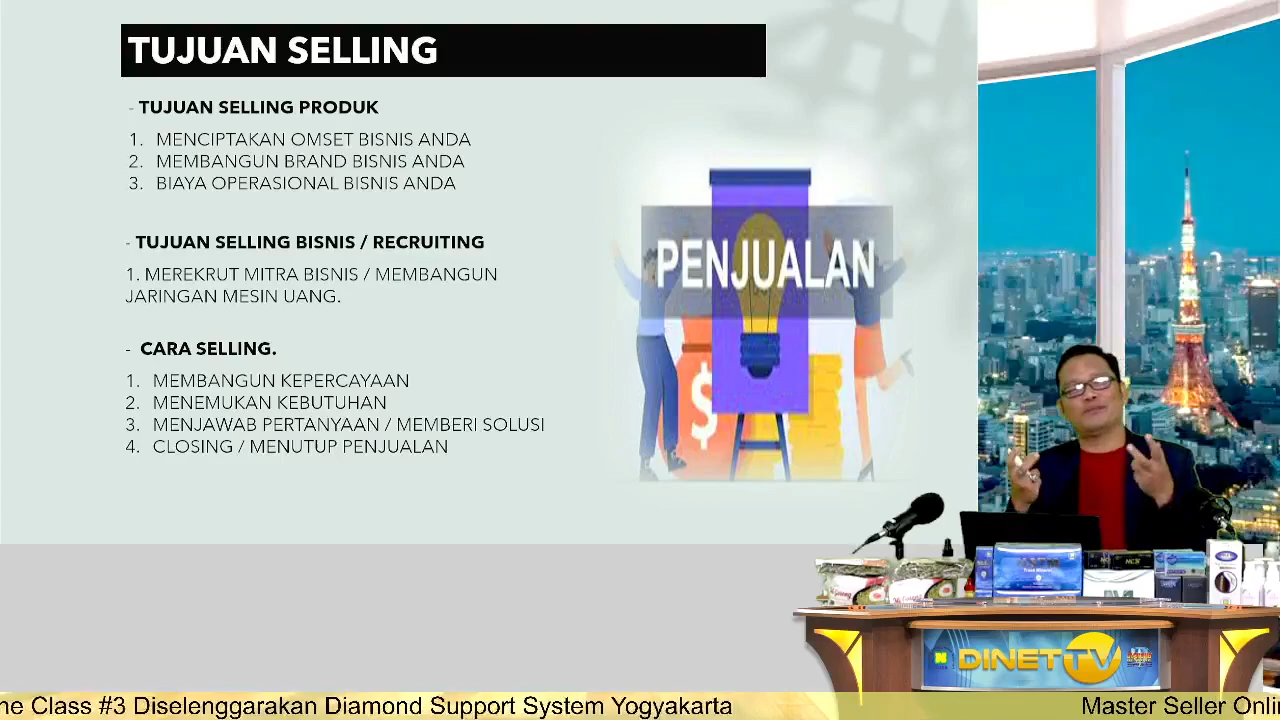 TUJUAN SELLING
- TUJUAN SELLING PRODUK
1. MENCIPTAKAN OMSET BISNIS ANDA
2. MEMBANGUN BRAND BISNIS ANDA
3. BIAYA OPERASIONAL BISNIS ANDA
- TUJUAN SELLING BISNIS / RECRUITING
1. MEREKRUT MITRA BISNIS / MEMBANGUN
JARINGAN MESIN UANG.
- CARA SELLING.
1. MEMBANGUN KEPERCAYAAN
2. MENEMUKAN KEBUTUHAN
3. MENJAWAB PERTANYAAN / MEMBERI SOLUSI
4. CLOSING / MENUTUP PENJUALAN
PENJUALAN
$
DINET TV
ne Class #3 Diselenggarakan Diamond Support System Yogyakarta
Master Seller Onli